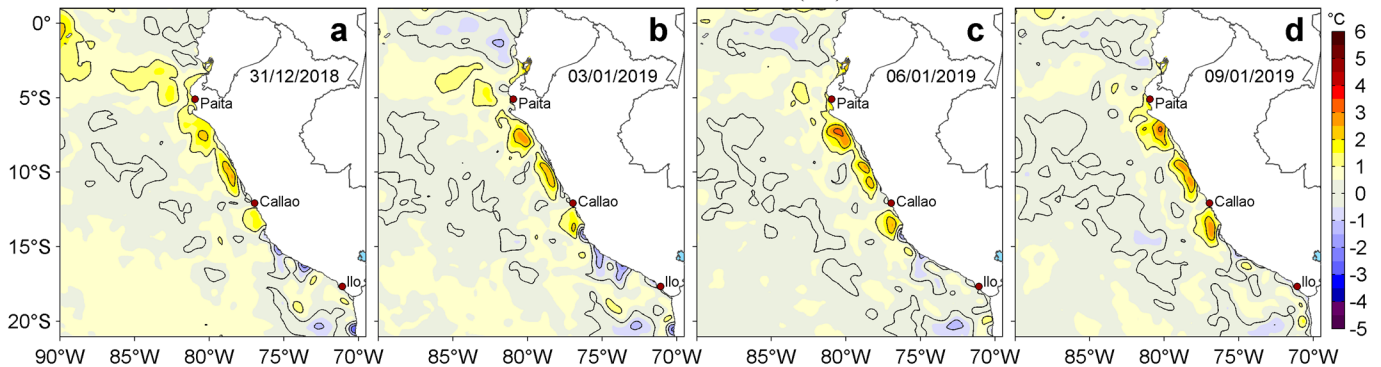 a b c d °C
31/12/2018 03/01/2019 06/01/2019 09/01/2019
0°
5°S
10°S
15°S
20°S
Paita Paita Paita Paita
Callao Callao Callao Callao
Ilo Ilo Ilo Ilo
90°W 85°W 80°W 75°W 70°W 85°W 80°W 75°W 70°W 85°W 80°W 75°W 70°W 85°W 80°W 75°W 70°W
6
5
4
3
2
1
0
-1
-2
-3
-4
-5